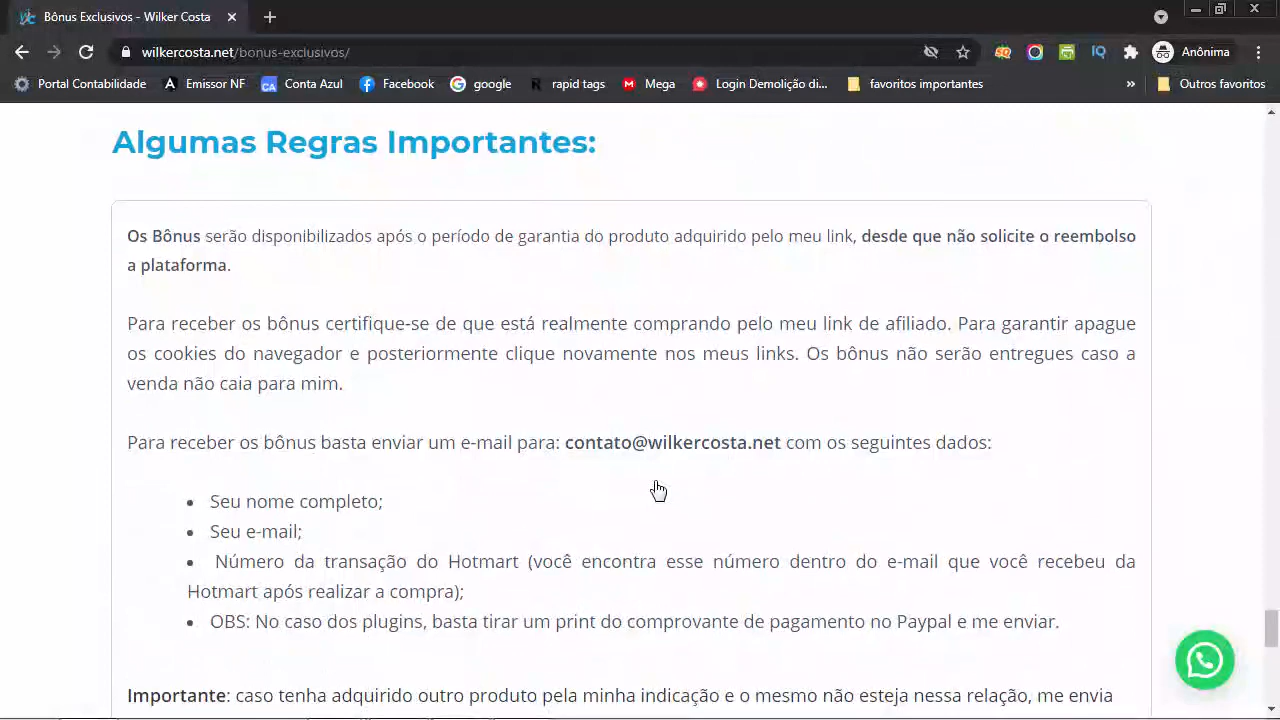 Bônus Exclusivos - Wilker Costa
wilkercosta.net/bonus-exclusivos/
SQ
IQ
Anônima
Portal Contabilidade
Emissor NF
CA
Conta Azul
Facebook
google
rapid tags
Mega
Login Demolição di...
favoritos importantes
»
Outros favoritos
Algumas Regras Importantes:
Os Bônus serão disponibilizados após o período de garantia do produto adquirido pelo meu link, desde que não solicite o reembolso
a plataforma.
Para receber os bônus certifique-se de que está realmente comprando pelo meu link de afiliado. Para garantir apague
os cookies do navegador e posteriormente clique novamente nos meus links. Os bônus não serão entregues caso a
venda não caia para mim.
Para receber os bônus basta enviar um e-mail para: contato@wilkercosta.net com os seguintes dados:
• Seu nome completo;
• Seu e-mail;
• Número da transação do Hotmart (você encontra esse número dentro do e-mail que você recebeu da
Hotmart após realizar a compra);
• OBS: No caso dos plugins, basta tirar um print do comprovante de pagamento no Paypal e me enviar.
Importante: caso tenha adquirido outro produto pela minha indicação e o mesmo não esteja nessa relação, me envia